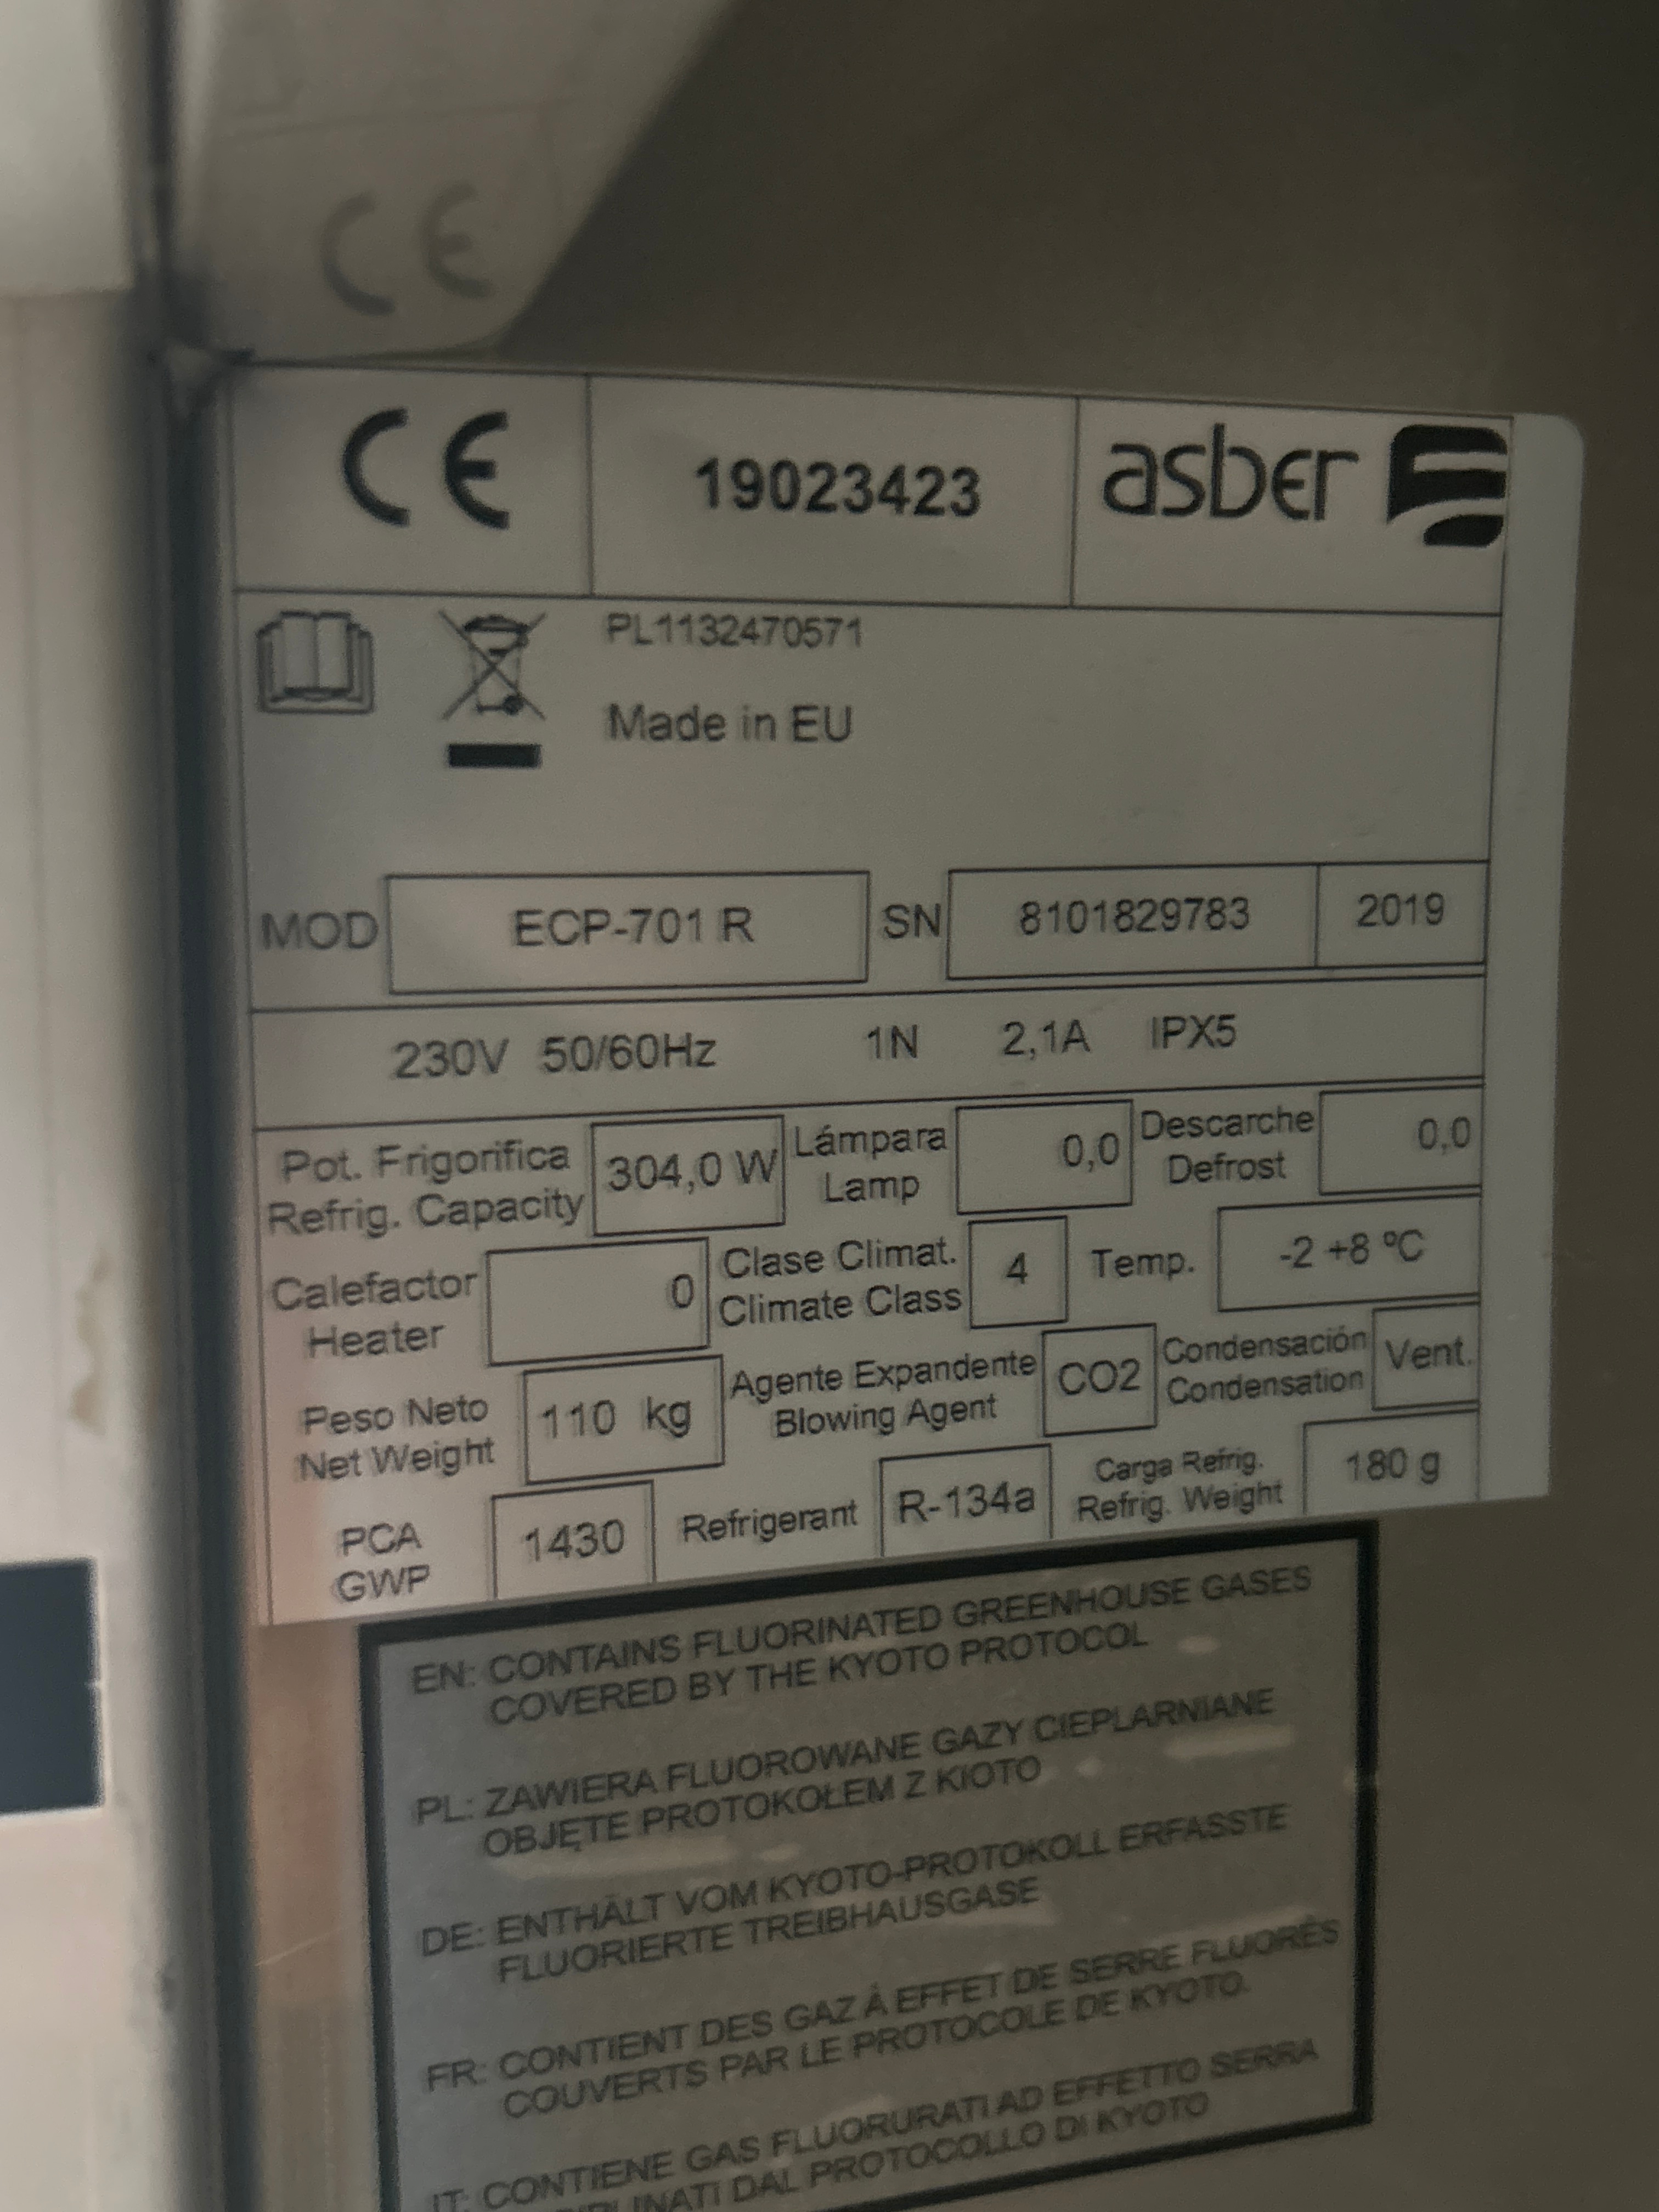 CE
CE 19023423 asber
PL1132470571
Made in EU
MOD ECP-701 R SN 8101829783 2019
230V 50/60Hz 1N 2,1A IPX5
Pot. Frigorifica 304,0 W Lámpara 0,0 Descarche 0,0
Refrig. Capacity Lamp Defrost
Calefactor 0 Clase Climat. 4 Temp. -2 +8 ºC
Heater Climate Class
Peso Neto 110 kg Agente Expandente CO2 Condensación Vent.
Net Weight Blowing Agent Condensation
PCA 1430 Refrigerant R-134a Carga Refrig. 180 g
GWP Refrig. Weight
EN: CONTAINS FLUORINATED GREENHOUSE GASES
COVERED BY THE KYOTO PROTOCOL
PL: ZAWIERA FLUOROWANE GAZY CIEPLARNIANE
OBJĘTE PROTOKOŁEM Z KIOTO
DE: ENTHÄLT VOM KYOTO-PROTOKOLL ERFASSTE
FLUORIERTE TREIBHAUSGASE
FR: CONTIENT DES GAZ À EFFET DE SERRE FLUORÉS
COUVERTS PAR LE PROTOCOLE DE KYOTO.
IT: CONTIENE GAS FLUORURATI AD EFFETTO SERRA
DAL PROTOCOLLO DI KYOTO